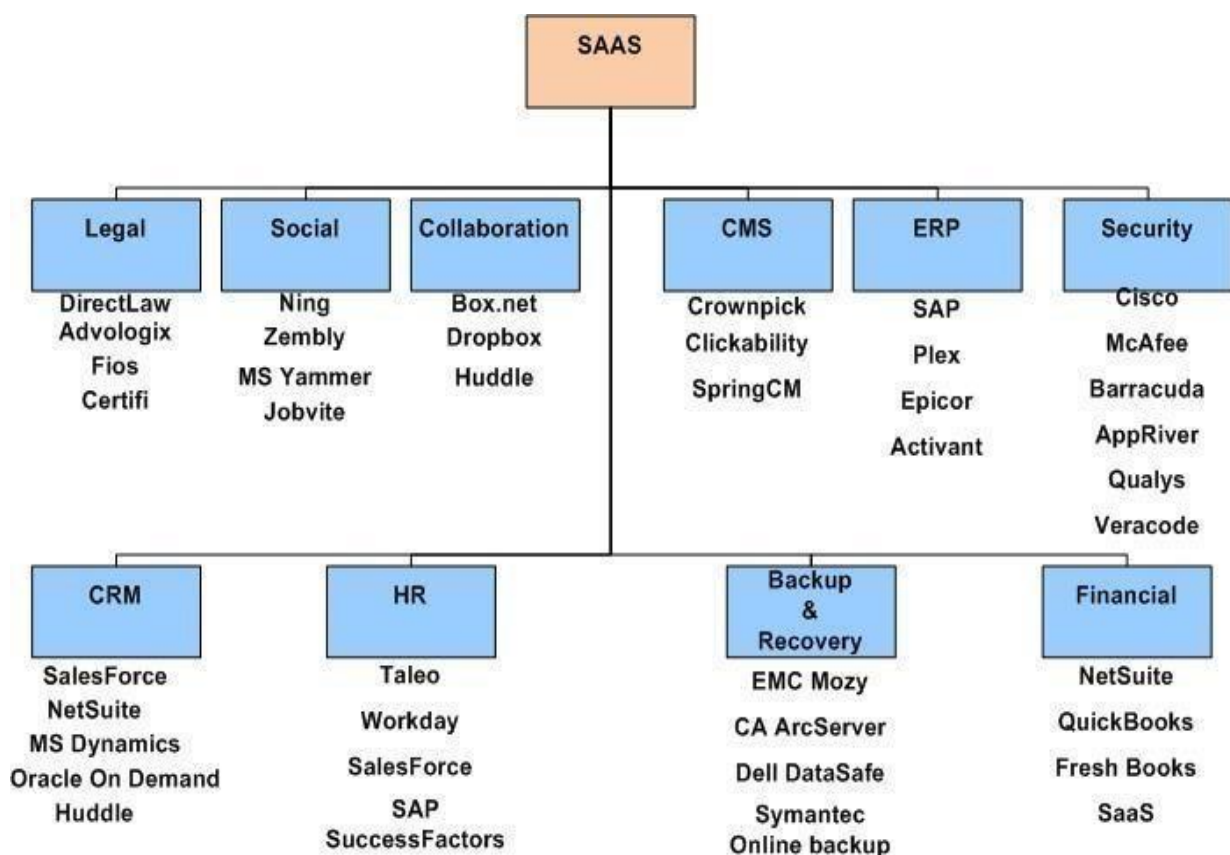 SAAS
Legal
DirectLaw
Advologix
Fios
Certifi
Social
Ning
Zembly
MS Yammer
Jobvite
Collaboration
Box.net
Dropbox
Huddle
CMS
Crownpick
Clickability
SpringCM
ERP
SAP
Plex
Epicor
Activant
Security
Cisco
McAfee
Barracuda
AppRiver
Qualys
Veracode
CRM
SalesForce
NetSuite
MS Dynamics
Oracle On Demand
Huddle
HR
Taleo
Workday
SalesForce
SAP
SuccessFactors
Backup
&
Recovery
EMC Mozy
CA ArcServer
Dell DataSafe
Symantec
Online backup
Financial
NetSuite
QuickBooks
Fresh Books
SaaS